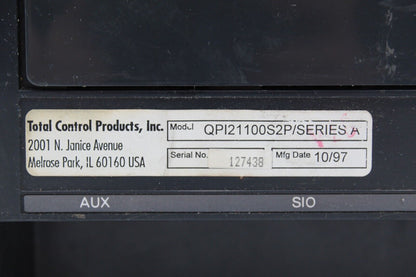 Total Control Products, Inc.
2001 N. Janice Avenue
Melrose Park, IL 60160 USA
Model QPI21100S2P/SERIES A
Serial No. 127438
Mfg Date 10/97
AUX SIO